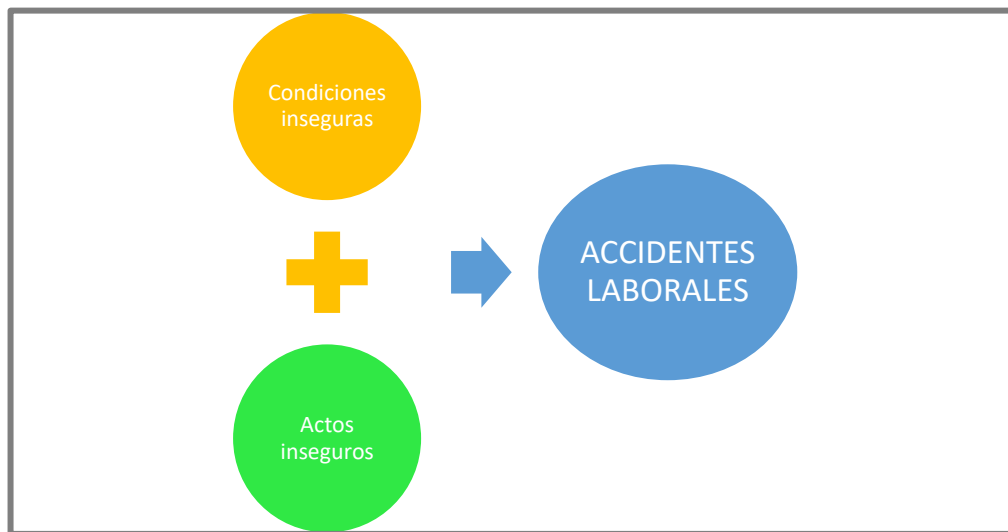 Condiciones
inseguras
ACCIDENTES
LABORALES
Actos
inseguros